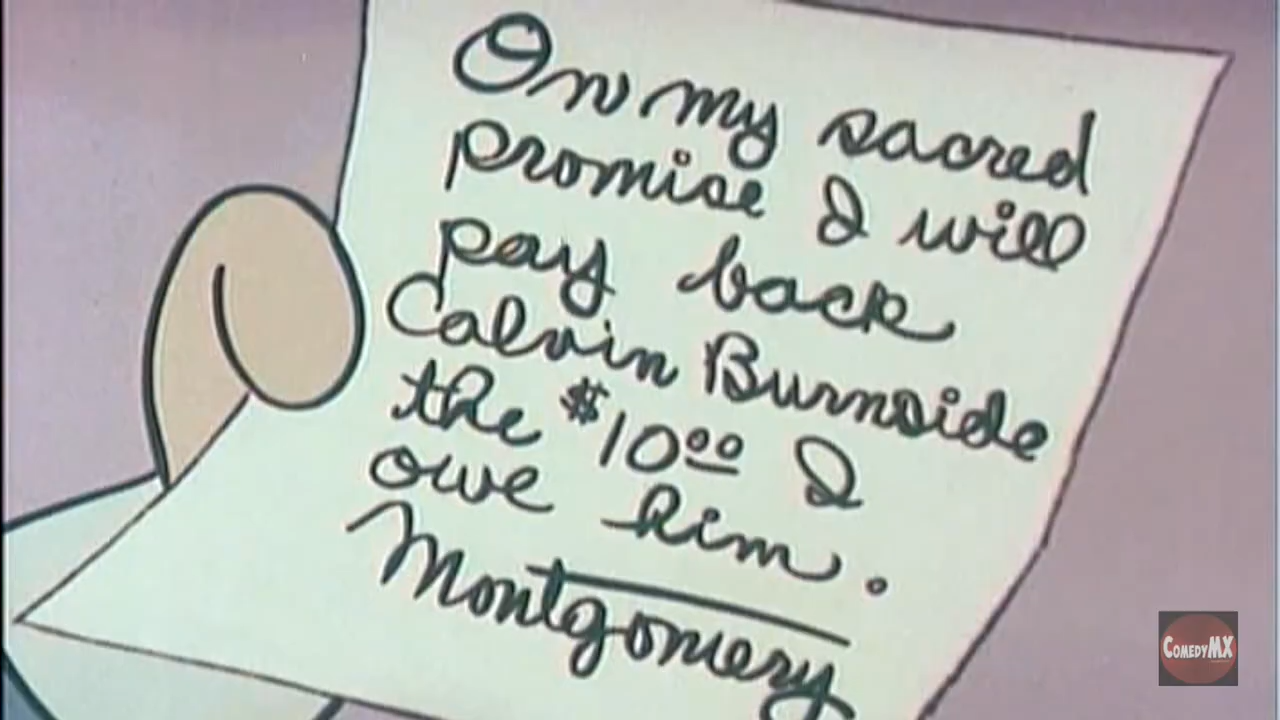 On my sacred
promise I will
pay back
Calvin Burnside
the $10.00 I
owe him.
Montgomery
COMEDYMX